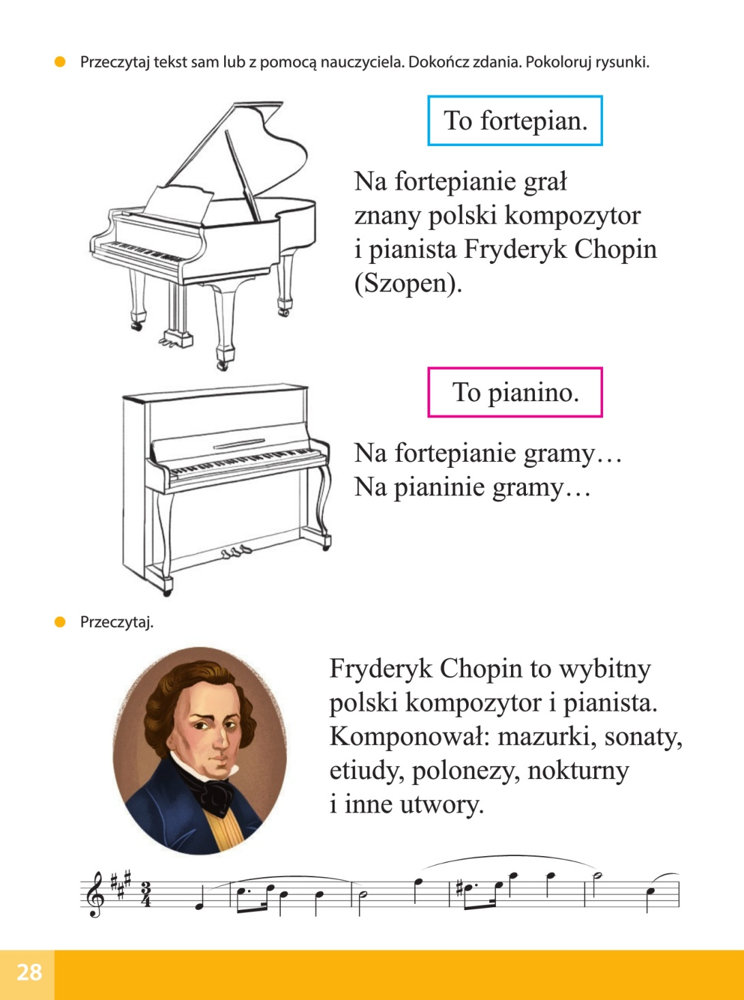 Przeczytaj tekst sam lub z pomocą nauczyciela. Dokończ zdania. Pokoloruj rysunki.
To fortepian.
Na fortepianie grał
znany polski kompozytor
i pianista Fryderyk Chopin
(Szopen).
To pianino.
Na fortepianie gramy…
Na pianinie gramy…
Przeczytaj.
Fryderyk Chopin to wybitny
polski kompozytor i pianista.
Komponował: mazurki, sonaty,
etiudy, polonezy, nokturny
i inne utwory.
3
4
28